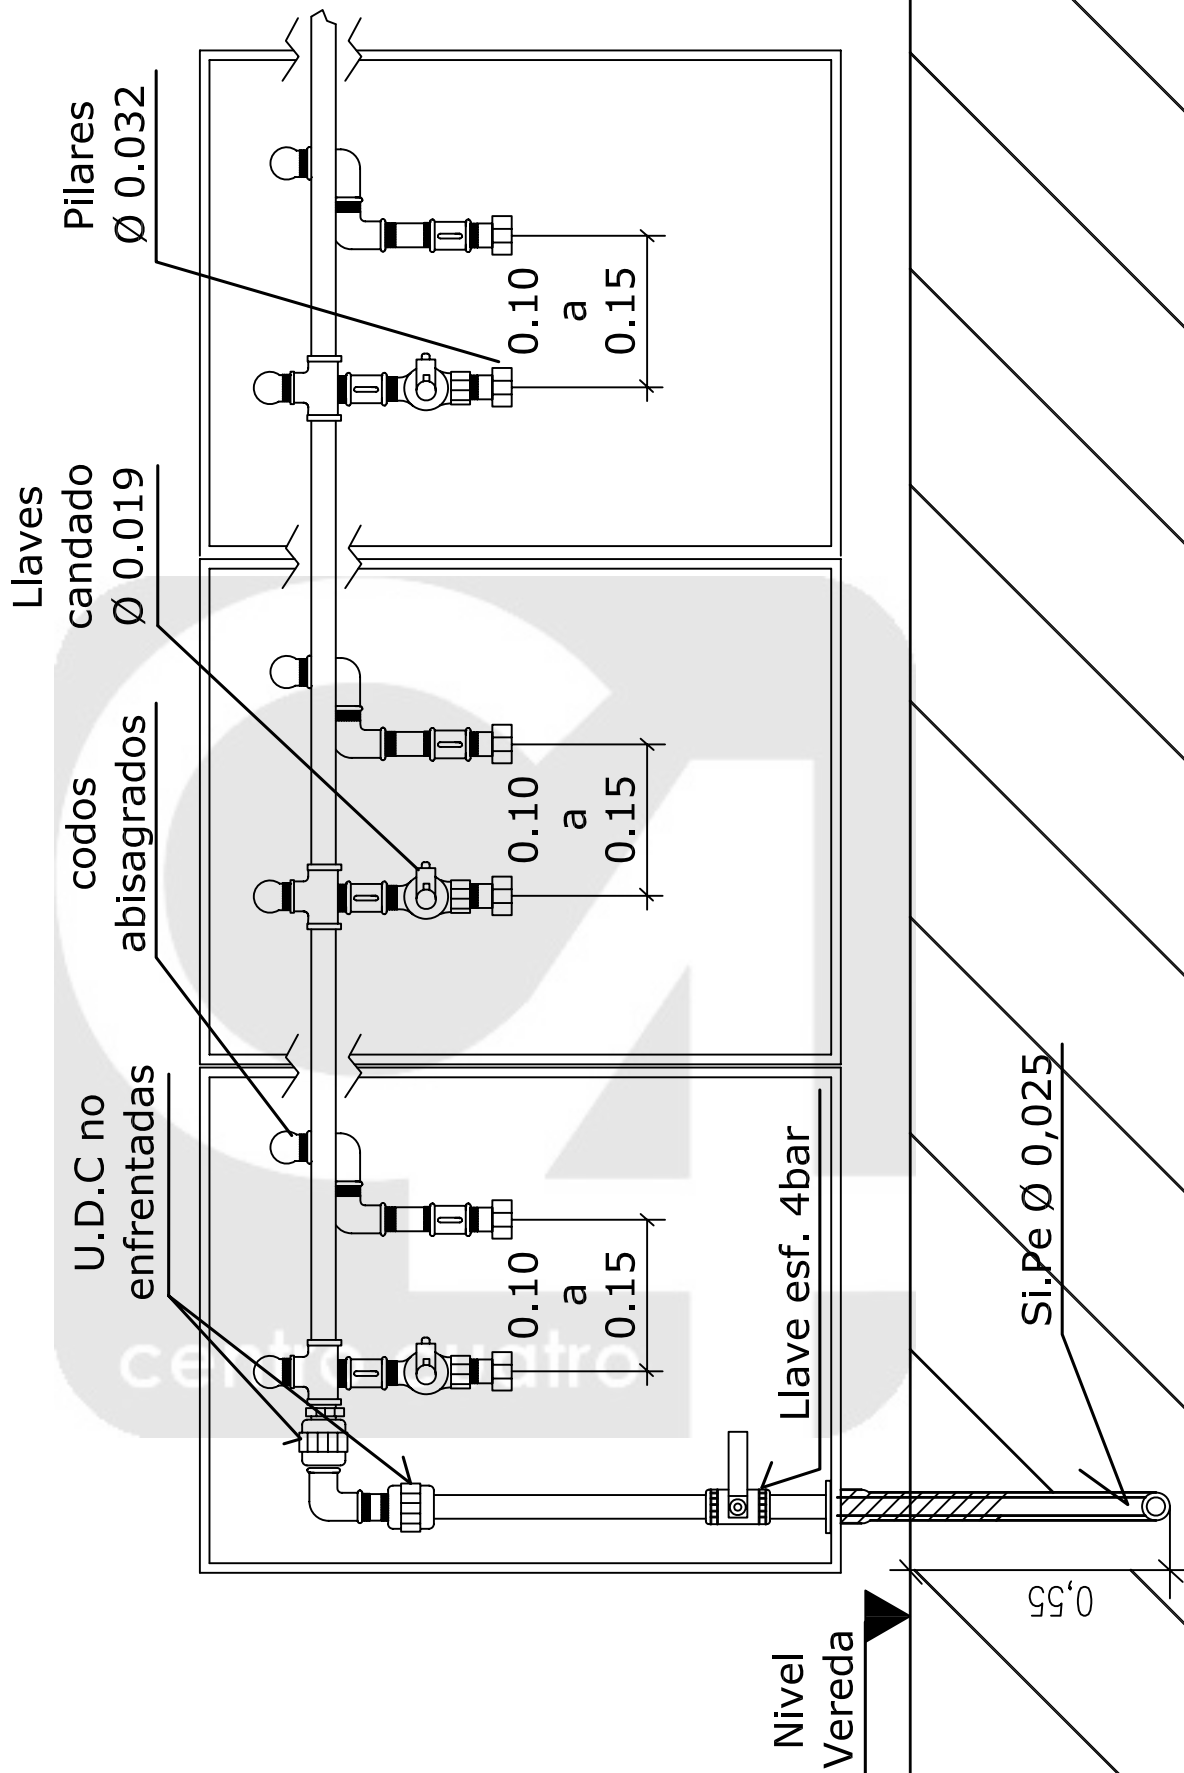 Pilares
Ø 0.032
Llaves
candado
Ø 0.019
codos
abisagrados
U.D.C no
enfrentadas
0.10
a
0.15
0.10
a
0.15
0.10
a
0.15
Llave esf. 4bar
Si.Pe Ø 0,025
0,55
Nivel
Vereda
centro cuatro